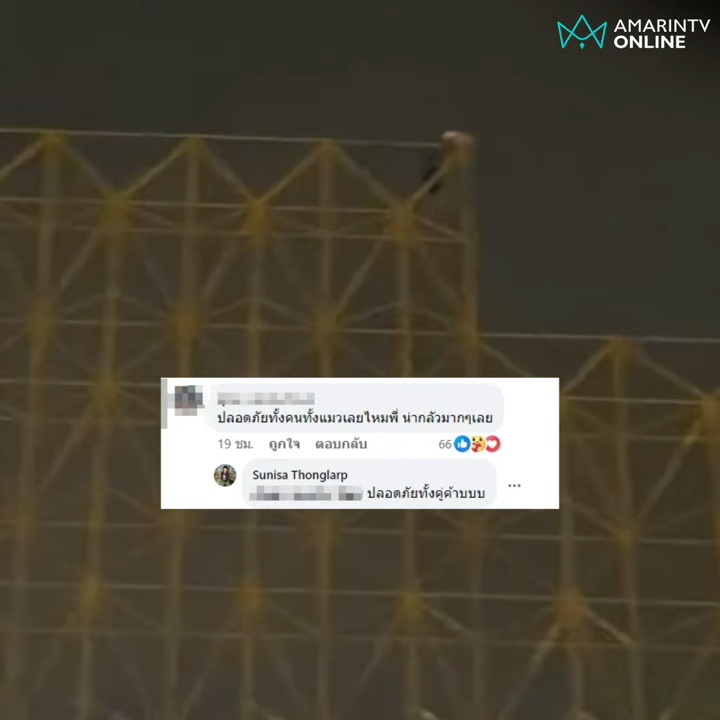 AMARINTV
ONLINE
ปลอดภัยทั้งคนทั้งแมวเลยไหมพี่ น่ากลัวมากๆเลย
19 ชม. ถูกใจ ตอบกลับ 66
Sunisa Thonglarp
ปลอดภัยทั้งคู่ค้าบบบ